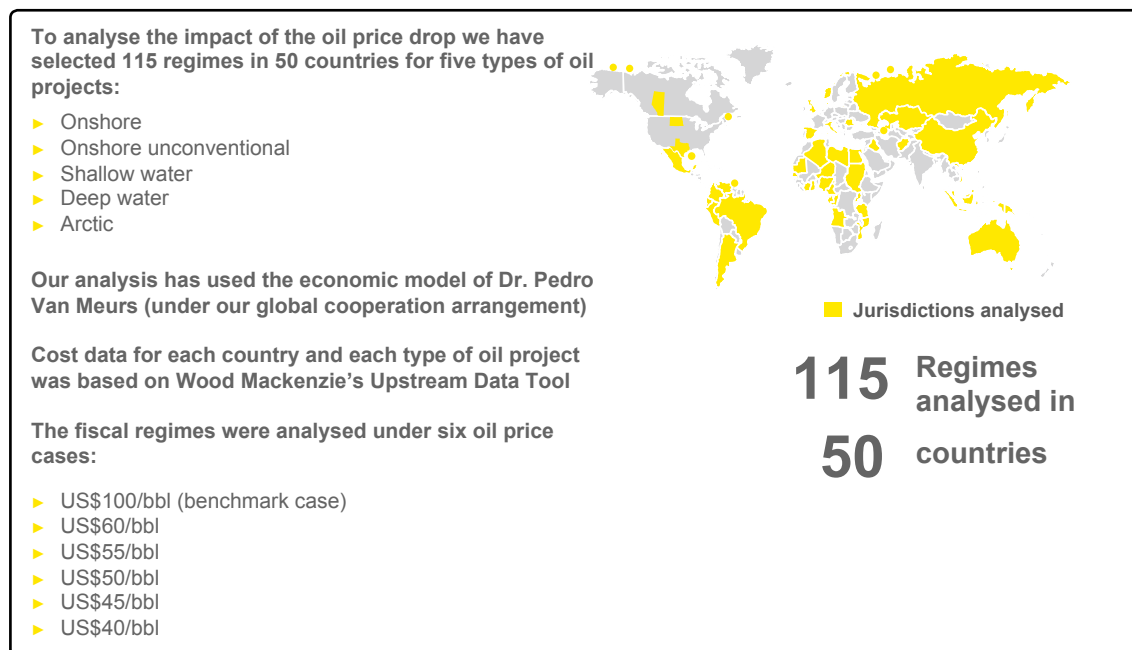 To analyse the impact of the oil price drop we have
selected 115 regimes in 50 countries for five types of oil
projects:
► Onshore
► Onshore unconventional
► Shallow water
► Deep water
► Arctic
Our analysis has used the economic model of Dr. Pedro
Van Meurs (under our global cooperation arrangement)
Cost data for each country and each type of oil project
was based on Wood Mackenzie's Upstream Data Tool
The fiscal regimes were analysed under six oil price
cases:
► US$100/bbl (benchmark case)
► US$60/bbl
► US$55/bbl
► US$50/bbl
► US$45/bbl
► US$40/bbl
Jurisdictions analysed
115 Regimes
analysed in
50 countries